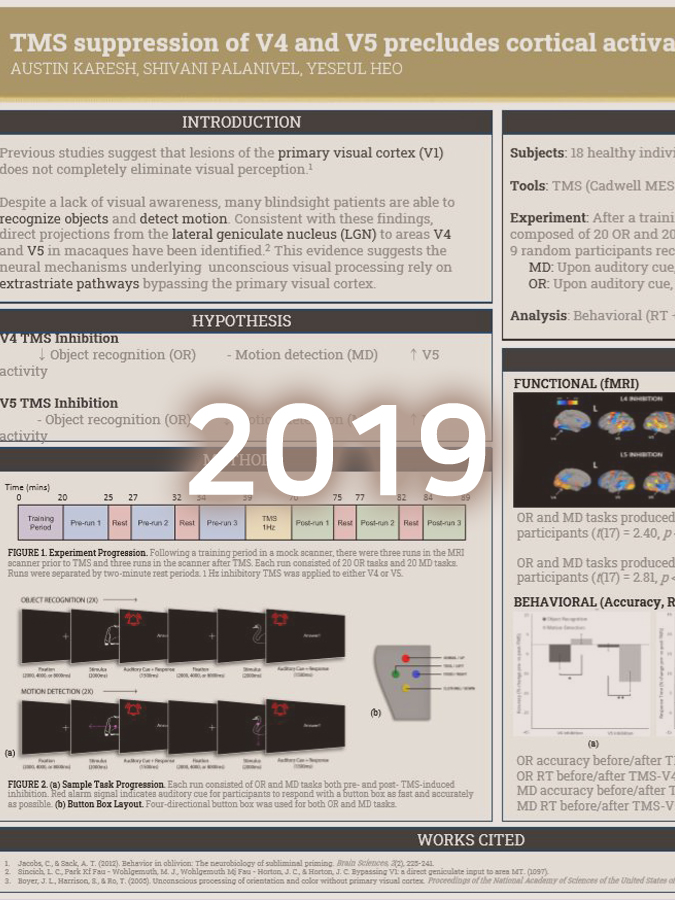 TMS suppression of V4 and V5 precludes cortical activa
AUSTIN KARESH, SHIVANI PALANIVEL, YESEUL HEO
INTRODUCTION
Previous studies suggest that lesions of the primary visual cortex (V1)
does not completely eliminate visual perception.¹
Despite a lack of visual awareness, many blindsight patients are able to
recognize objects and detect motion. Consistent with these findings,
direct projections from the lateral geniculate nucleus (LGN) to areas V4
and V5 in macaques have been identified.² This evidence suggests the
neural mechanisms underlying unconscious visual processing rely on
extrastriate pathways bypassing the primary visual cortex.
HYPOTHESIS
V4 TMS Inhibition
↓ Object recognition (OR) - Motion detection (MD) ↑ V5
activity
V5 TMS Inhibition
- Object recognition (OR)
activity
2019
Time (mins)
0 20 25 27 32 34 39 75 77 82 84 89
Training Period Pre-run 1 Rest Pre-run 2 Rest Pre-run 3 TMS 1Hz Post-run 1 Rest Post-run 2 Rest Post-run 3
FIGURE 1. Experiment Progression. Following a training period in a mock scanner, there were three runs in the MRI
scanner prior to TMS and three runs in the scanner after TMS. Each run consisted of 20 OR tasks and 20 MD tasks.
Runs were separated by two-minute rest periods. 1 Hz inhibitory TMS was applied to either V4 or V5.
OBJECT RECOGNITION (2X)
Answer!
Fixation Stimulus Auditory Cue + Response Fixation Stimulus Auditory Cue + Response
(2000, 4000, or 8000ms) (2000ms) (1500ms) (2000, 4000, or 8000ms) (2000ms) (1500ms)
MOTION DETECTION (2X)
Answer!
Fixation Stimulus Auditory Cue + Response Fixation Stimulus Auditory Cue + Response
(2000, 4000, or 8000ms) (2000ms) (1500ms) (2000, 4000, or 8000ms) (2000ms) (1500ms)
(a)
(b)
FIGURE 2. (a) Sample Task Progression. Each run consisted of OR and MD tasks both pre- and post- TMS-induced
inhibition. Red alarm signal indicates auditory cue for participants to respond with a button box as fast and accurately
as possible. (b) Button Box Layout. Four-directional button box was used for both OR and MD tasks.
Subjects: 18 healthy indivi
Tools: TMS (Cadwell MES
Experiment: After a traini
composed of 20 OR and 20
9 random participants rec
MD: Upon auditory cue,
OR: Upon auditory cue,
Analysis: Behavioral (RT
FUNCTIONAL (fMRI)
L4 INHIBITION
L
L5 INHIBITION
L
OR and MD tasks produced
participants (t(17) = 2.40, p
OR and MD tasks produced
participants (t(17) = 2.81, p
BEHAVIORAL (Accuracy, R
Object Recognition
Motion Detection
(a)
OR accuracy before/after T
OR RT before/after TMS-V4
MD accuracy before/after T
MD RT before/after TMS-V
WORKS CITED
1. Jacobs, C., & Sack, A. T. (2012). Behavior in oblivion: The neurobiology of subliminal priming. Brain Sciences, 2(2), 225-241.
2. Sincich, L. C., Park Kf Fau - Wohlgemuth, M. J., Wohlgemuth Mj Fau - Horton, J. C., & Horton, J. C. Bypassing V1: a direct geniculate input to area MT. (1097).
3. Boyer, J. L., Harrison, S., & Ro, T. (2005). Unconscious processing of orientation and color without primary visual cortex. Proceedings of the National Academy of Sciences of the United States o